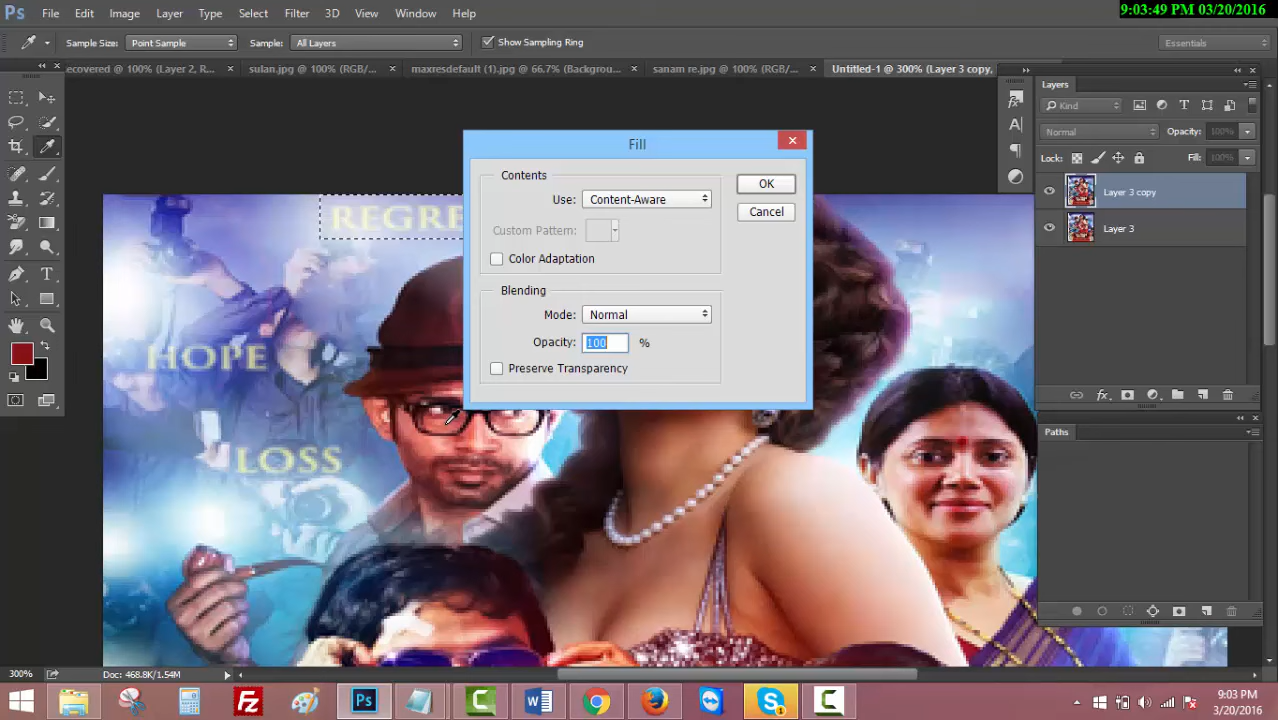 9:03:49 PM 03/20/2016
Ps File Edit Image Layer Type Select Filter 3D View Window Help
Sample Size: Point Sample Sample: All Layers Show Sampling Ring Essentials
ecovered @ 100% (Layer 2, R... × sulan.jpg @ 100% (RGB/... × maxresdefault (1).jpg @ 66.7% (Backgrou... × sanam re.jpg @ 100% (RGB/... × Untitled-1 @ 300% (Layer 3 copy,
Layers
Kind
Normal Opacity: 100%
Lock: Fill: 100%
Layer 3 copy
Layer 3
Paths
Fill
Contents
Use: Content-Aware
Custom Pattern:
Color Adaptation
Blending
Mode: Normal
Opacity: 100 %
Preserve Transparency
OK
Cancel
REGRE
HOPE
LOSS
300% Doc: 468.8K/1.54M
9:03 PM
3/20/2016